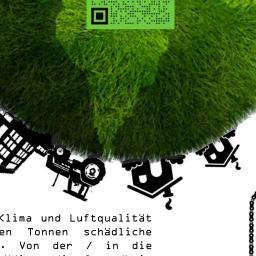 Klima und Luftqualität
en Tonnen schädliche
. Von der / in die